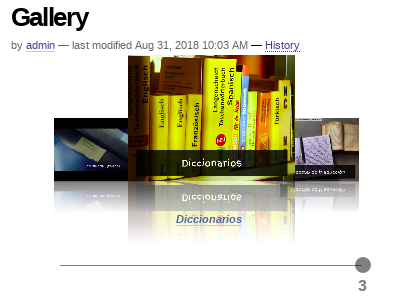 Gallery
by admin — last modified Aug 31, 2018 10:03 AM — History
Englisch
Englisch
Englisch
Französisch
Langenscheidt
Taschenwörterbuch
Spanisch
Türkisch
Diccionarios
Diccionarios
3